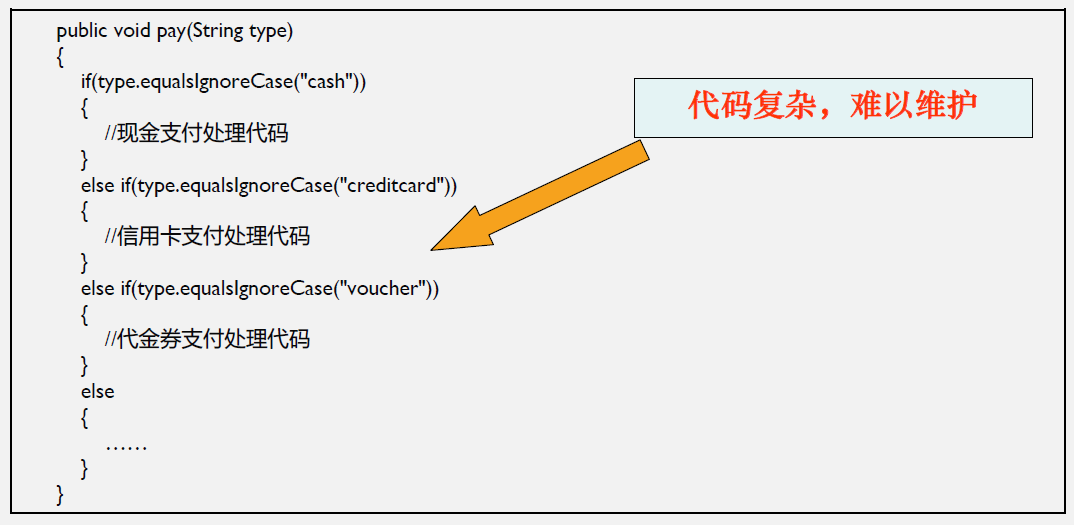 public void pay(String type)
{
if(type.equalsIgnoreCase("cash"))
{
//现金支付处理代码
}
else if(type.equalsIgnoreCase("creditcard"))
{
//信用卡支付处理代码
}
else if(type.equalsIgnoreCase("voucher"))
{
//代金券支付处理代码
}
else
{
……
}
}
代码复杂，难以维护